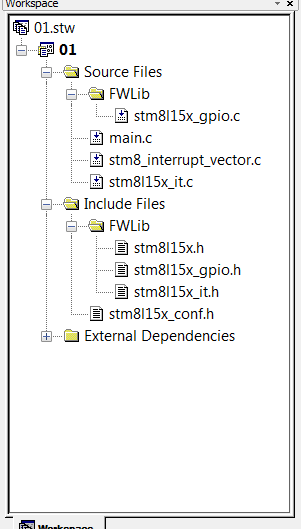 Workspace
01.stw
01
Source Files
FWLib
stm8l15x_gpio.c
main.c
stm8_interrupt_vector.c
stm8l15x_it.c
Include Files
FWLib
stm8l15x.h
stm8l15x_gpio.h
stm8l15x_it.h
stm8l15x_conf.h
External Dependencies
Workspace